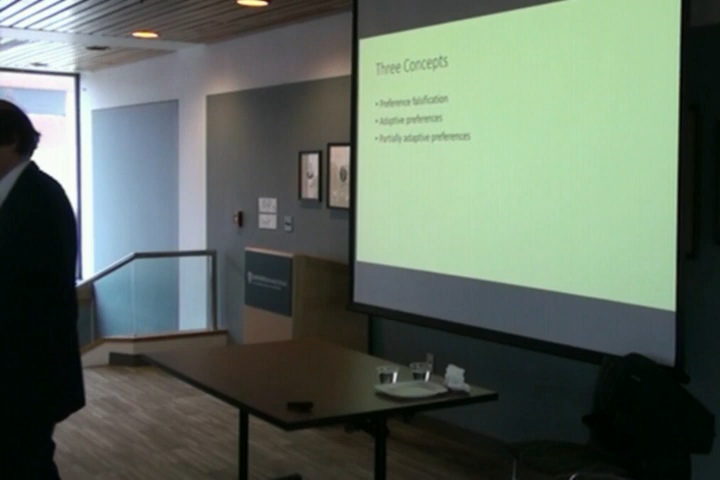 Three Concepts
• Preference falsification
• Adaptive preferences
• Partially adaptive preferences